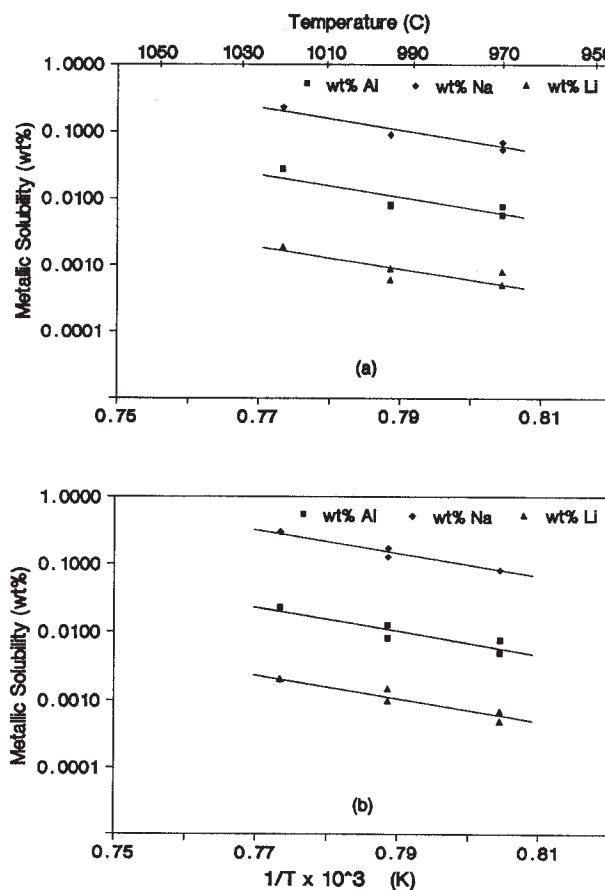 Temperature (C)
1050 1030 1010 990 970 950
1.0000
wt% Al wt% Na wt% Li
0.1000
0.0100
0.0010
0.0001
Metallic Solubility (wt%)
(a)
0.75 0.77 0.79 0.81
1.0000
wt% Al wt% Na wt% Li
0.1000
0.0100
0.0010
0.0001
Metallic Solubility (wt%)
(b)
0.75 0.77 0.79 0.81
1/T x 10^3 (K)